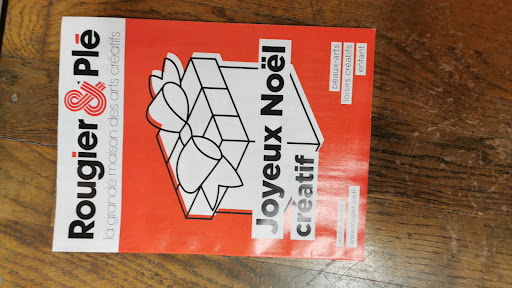 Rougier & Plé
la grande maison des arts créatifs
beaux-arts
loisirs créatifs
enfant
Joyeux Noël
créatif